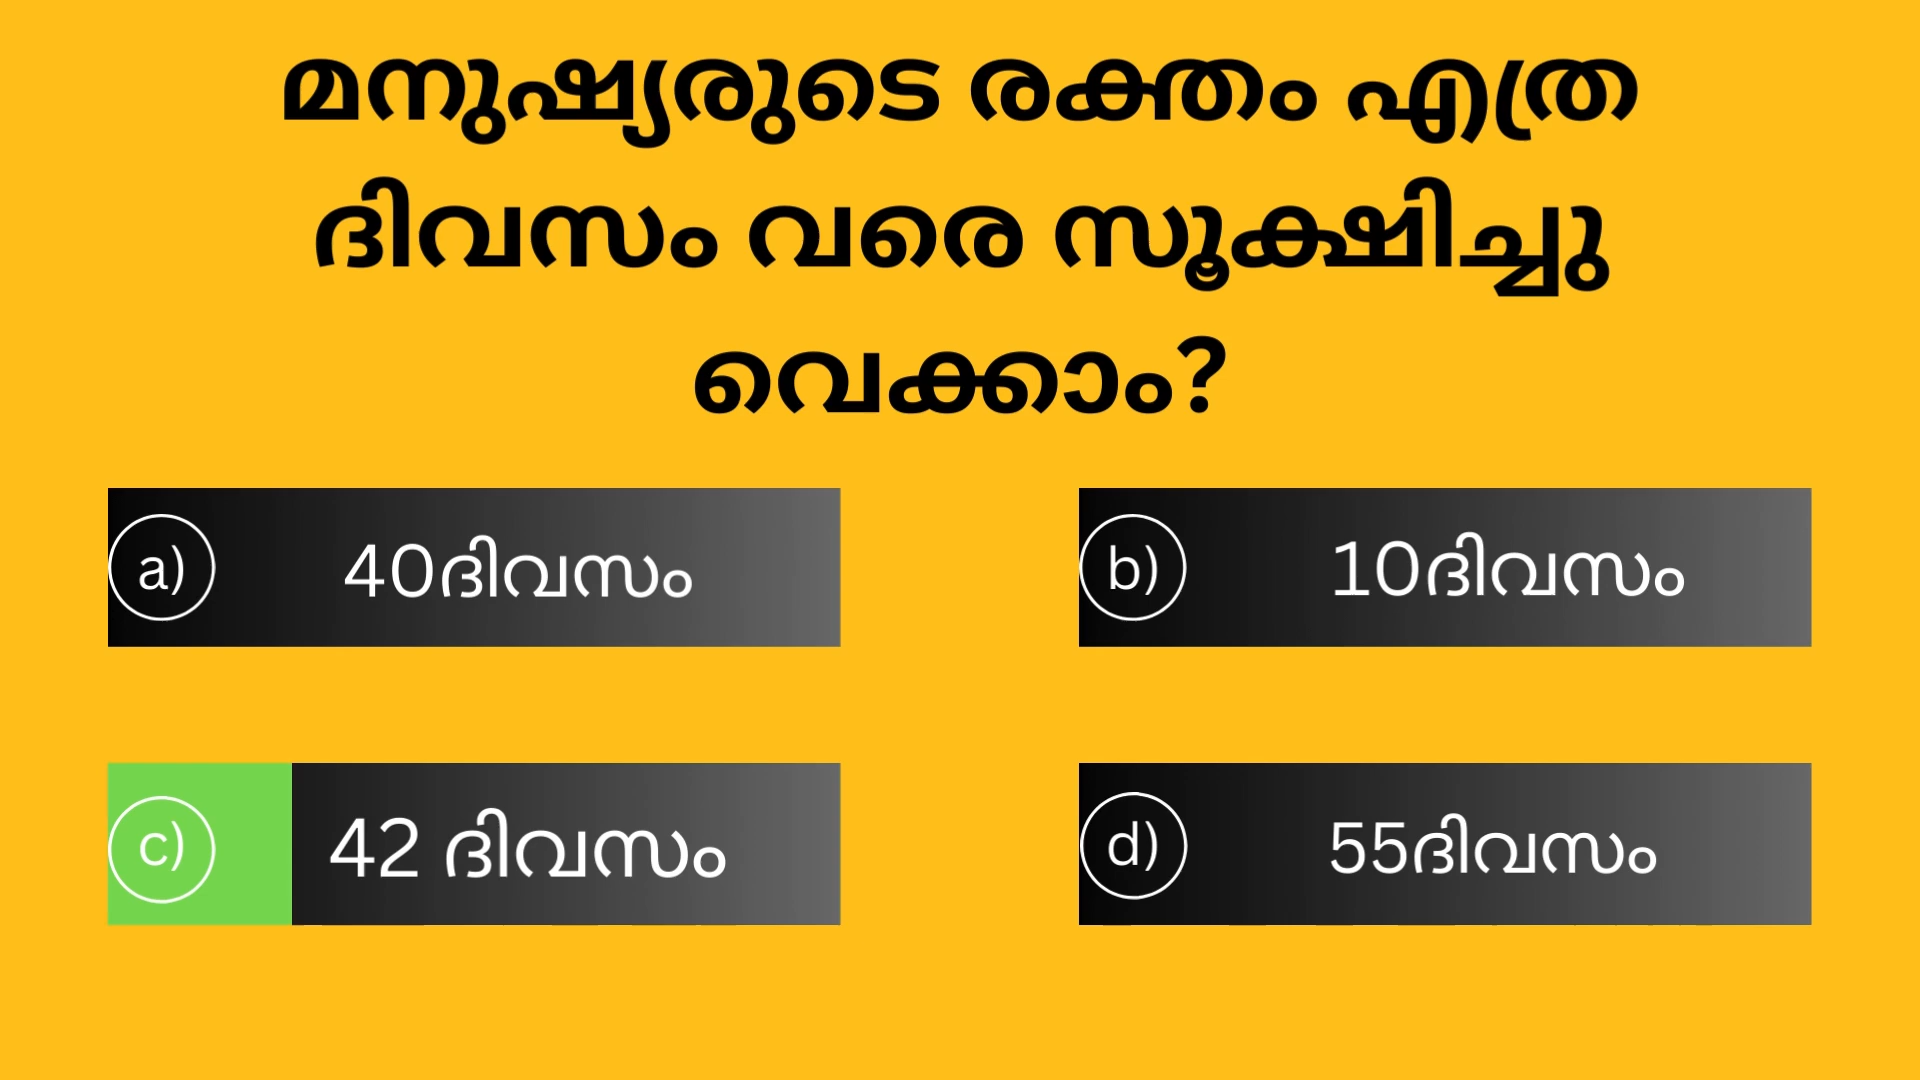 മനുഷ്യരുടെ രക്തം എത്ര
ദിവസം വരെ സൂക്ഷിച്ചു
വെക്കാം?
a) 40ദിവസം
b) 10ദിവസം
c) 42 ദിവസം
d) 55ദിവസം